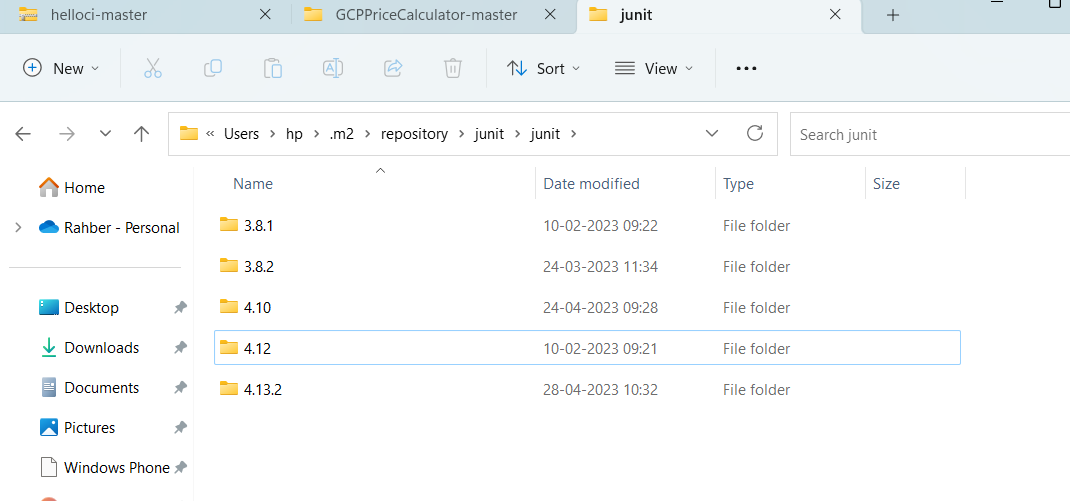 helloci-master
GCPPriceCalculator-master
junit
New
Sort
View
« Users > hp > .m2 > repository > junit > junit >
Search junit
Home
Rahber - Personal
Desktop
Downloads
Documents
Pictures
Windows Phone
Name Date modified Type Size
3.8.1 10-02-2023 09:22 File folder
3.8.2 24-03-2023 11:34 File folder
4.10 24-04-2023 09:28 File folder
4.12 10-02-2023 09:21 File folder
4.13.2 28-04-2023 10:32 File folder